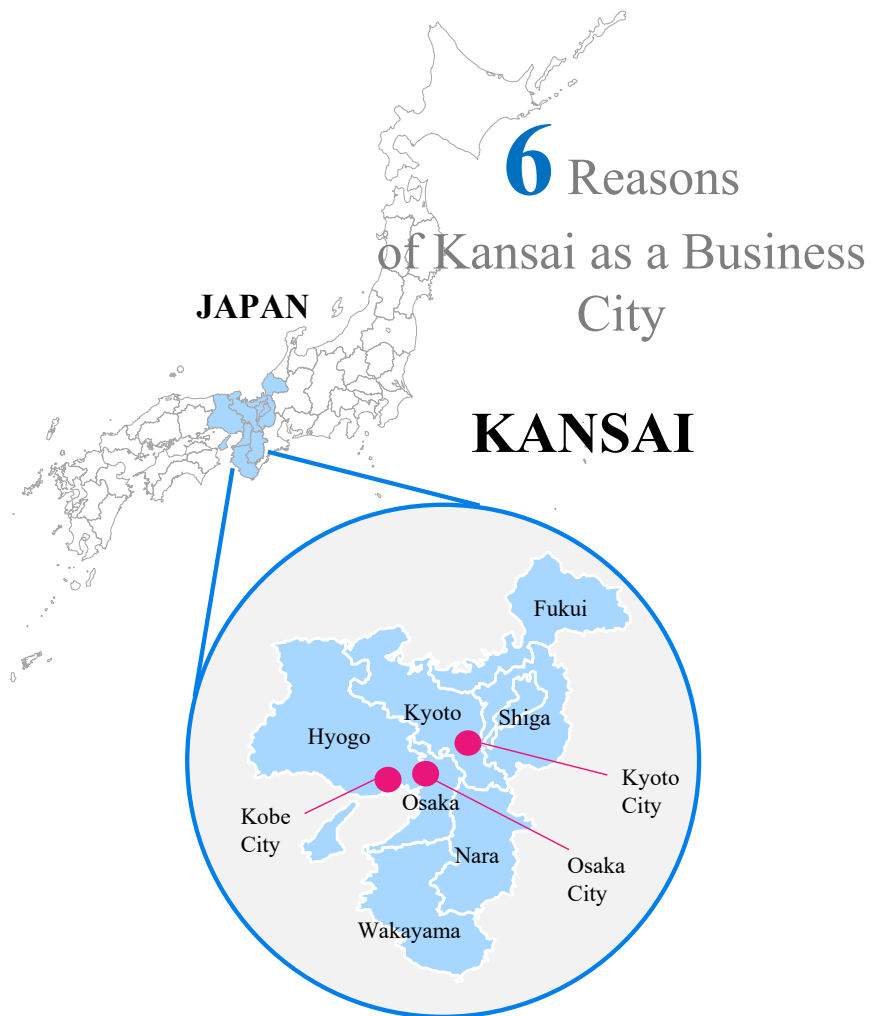 6 Reasons
of Kansai as a Business
City
JAPAN
KANSAI
Fukui
Kyoto
Shiga
Hyogo
Kyoto
City
Osaka
Kobe
City
Nara
Osaka
City
Wakayama